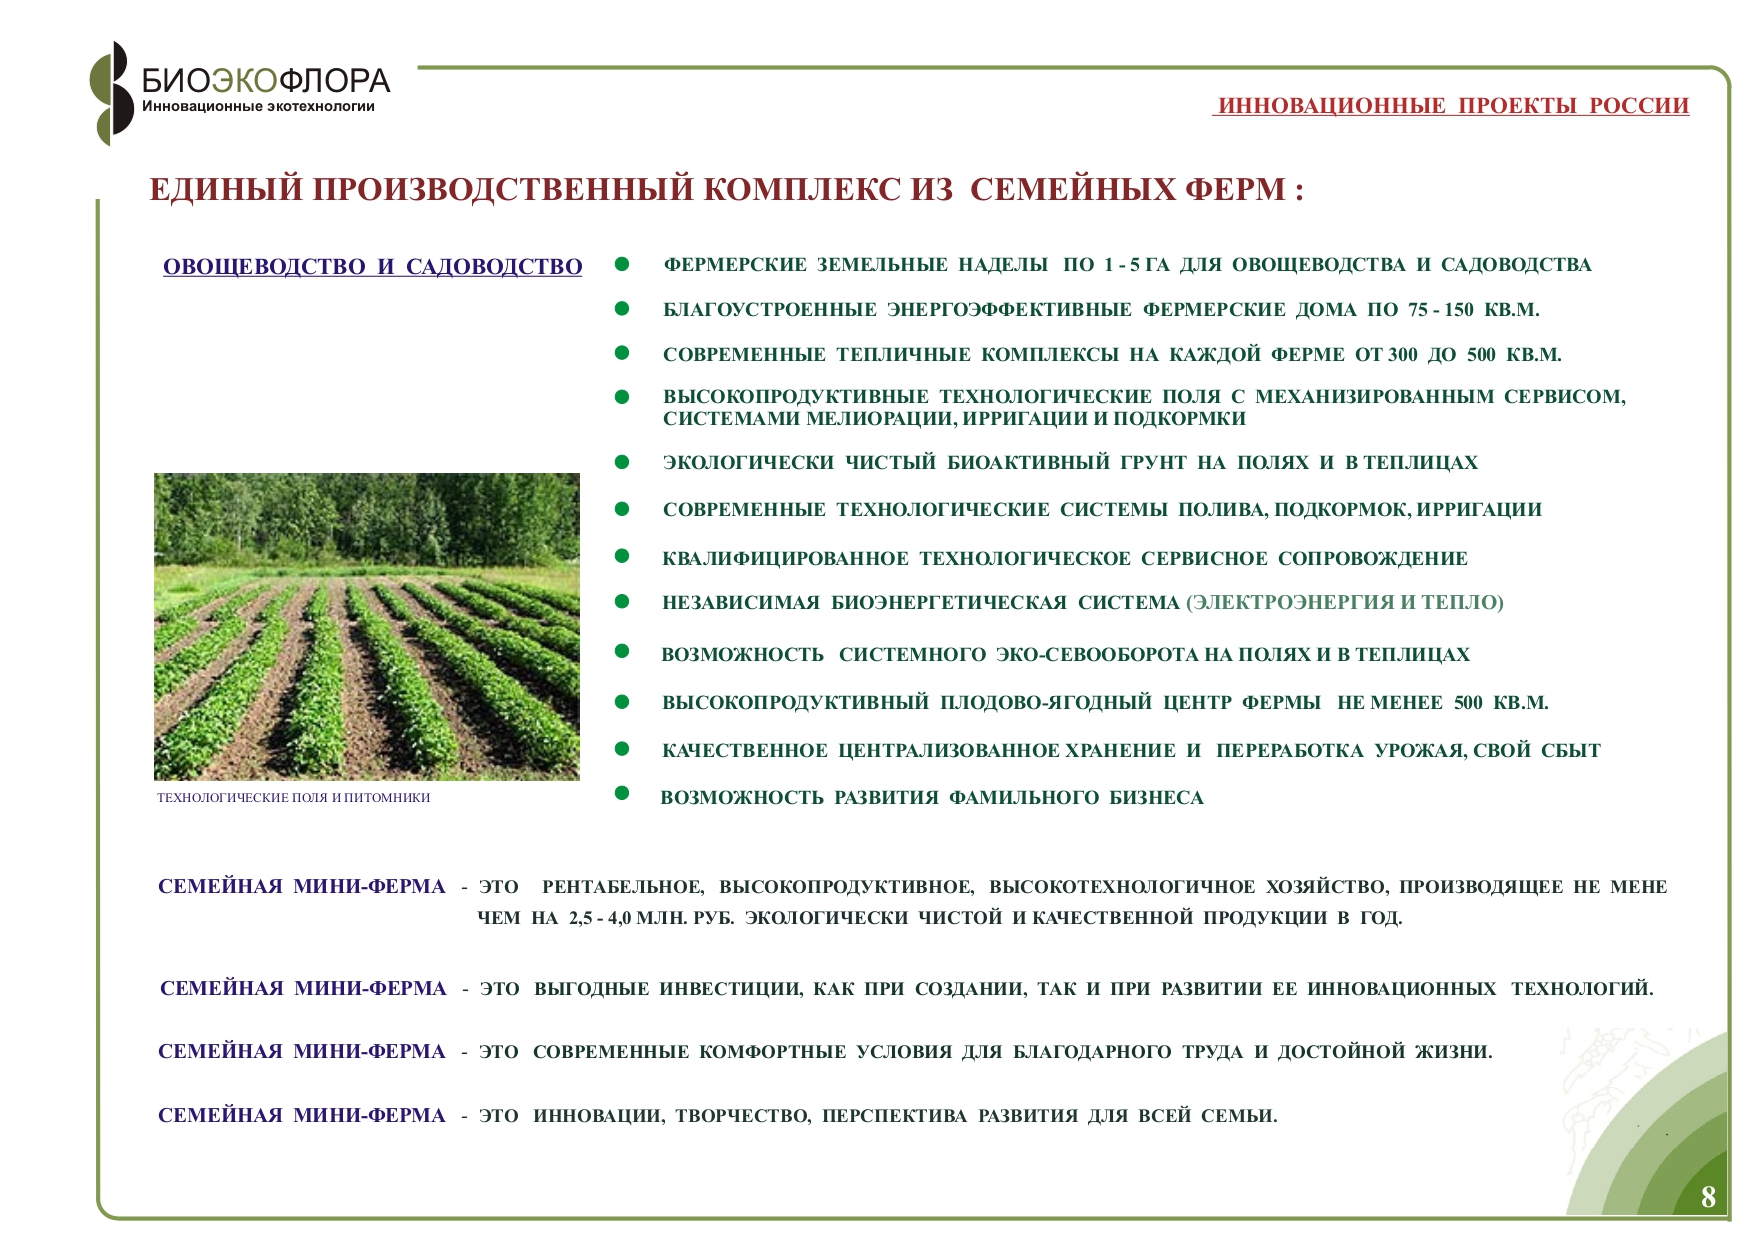 БИОЭКОФЛОРА
Инновационные экотехнологии
ИННОВАЦИОННЫЕ ПРОЕКТЫ РОССИИ
ЕДИНЫЙ ПРОИЗВОДСТВЕННЫЙ КОМПЛЕКС ИЗ СЕМЕЙНЫХ ФЕРМ :
ОВОЩЕВОДСТВО И САДОВОДСТВО
ФЕРМЕРСКИЕ ЗЕМЕЛЬНЫЕ НАДЕЛЫ ПО 1 - 5 ГА ДЛЯ ОВОЩЕВОДСТВА И САДОВОДСТВА
БЛАГОУСТРОЕННЫЕ ЭНЕРГОЭФФЕКТИВНЫЕ ФЕРМЕРСКИЕ ДОМА ПО 75 - 150 КВ.М.
СОВРЕМЕННЫЕ ТЕПЛИЧНЫЕ КОМПЛЕКСЫ НА КАЖДОЙ ФЕРМЕ ОТ 300 ДО 500 КВ.М.
ВЫСОКОПРОДУКТИВНЫЕ ТЕХНОЛОГИЧЕСКИЕ ПОЛЯ С МЕХАНИЗИРОВАННЫМ СЕРВИСОМ,
СИСТЕМАМИ МЕЛИОРАЦИИ, ИРРИГАЦИИ И ПОДКОРМКИ
ЭКОЛОГИЧЕСКИ ЧИСТЫЙ БИОАКТИВНЫЙ ГРУНТ НА ПОЛЯХ И В ТЕПЛИЦАХ
СОВРЕМЕННЫЕ ТЕХНОЛОГИЧЕСКИЕ СИСТЕМЫ ПОЛИВА, ПОДКОРМОК, ИРРИГАЦИИ
КВАЛИФИЦИРОВАННОЕ ТЕХНОЛОГИЧЕСКОЕ СЕРВИСНОЕ СОПРОВОЖДЕНИЕ
НЕЗАВИСИМАЯ БИОЭНЕРГЕТИЧЕСКАЯ СИСТЕМА (ЭЛЕКТРОЭНЕРГИЯ И ТЕПЛО)
ВОЗМОЖНОСТЬ СИСТЕМНОГО ЭКО-СЕВООБОРОТА НА ПОЛЯХ И В ТЕПЛИЦАХ
ВЫСОКОПРОДУКТИВНЫЙ ПЛОДОВО-ЯГОДНЫЙ ЦЕНТР ФЕРМЫ НЕ МЕНЕЕ 500 КВ.М.
КАЧЕСТВЕННОЕ ЦЕНТРАЛИЗОВАННОЕ ХРАНЕНИЕ И ПЕРЕРАБОТКА УРОЖАЯ, СВОЙ СБЫТ
ВОЗМОЖНОСТЬ РАЗВИТИЯ ФАМИЛЬНОГО БИЗНЕСА
ТЕХНОЛОГИЧЕСКИЕ ПОЛЯ И ПИТОМНИКИ
СЕМЕЙНАЯ МИНИ-ФЕРМА - ЭТО РЕНТАБЕЛЬНОЕ, ВЫСОКОПРОДУКТИВНОЕ, ВЫСОКОТЕХНОЛОГИЧНОЕ ХОЗЯЙСТВО, ПРОИЗВОДЯЩЕЕ НЕ МЕНЕ
ЧЕМ НА 2,5 - 4,0 МЛН. РУБ. ЭКОЛОГИЧЕСКИ ЧИСТОЙ И КАЧЕСТВЕННОЙ ПРОДУКЦИИ В ГОД.
СЕМЕЙНАЯ МИНИ-ФЕРМА - ЭТО ВЫГОДНЫЕ ИНВЕСТИЦИИ, КАК ПРИ СОЗДАНИИ, ТАК И ПРИ РАЗВИТИИ ЕЕ ИННОВАЦИОННЫХ ТЕХНОЛОГИЙ.
СЕМЕЙНАЯ МИНИ-ФЕРМА - ЭТО СОВРЕМЕННЫЕ КОМФОРТНЫЕ УСЛОВИЯ ДЛЯ БЛАГОДАРНОГО ТРУДА И ДОСТОЙНОЙ ЖИЗНИ.
СЕМЕЙНАЯ МИНИ-ФЕРМА - ЭТО ИННОВАЦИИ, ТВОРЧЕСТВО, ПЕРСПЕКТИВА РАЗВИТИЯ ДЛЯ ВСЕЙ СЕМЬИ.
8